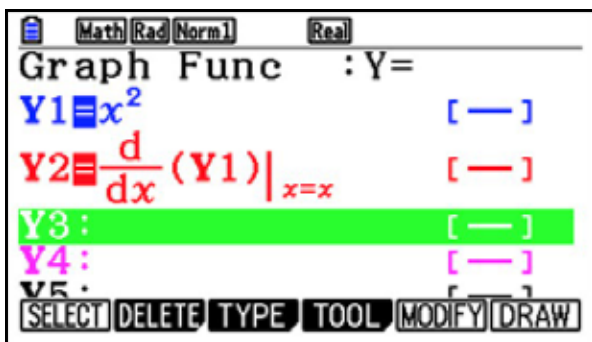 Math Rad Norm1 Real
Graph Func :Y=
Y1=x² [—]
Y2=d/dx(Y1)|x=x [—]
Y3: [—]
Y4: [—]
Y5: [—]
SELECT DELETE TYPE TOOL MODIFY DRAW